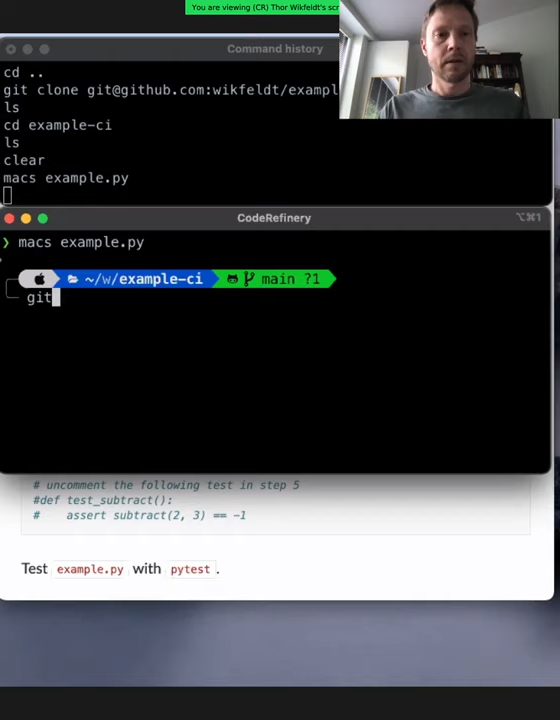 You are viewing (CR) Thor Wikfeldt's scr
Command history
cd ..
git clone git@github.com:wikfeldt/exampl
ls
cd example-ci
ls
clear
macs example.py
CodeRefinery
⌥⌘1
❯ macs example.py
~/w/example-ci main ?1
git
# uncomment the following test in step 5
#def test_subtract():
# assert subtract(2, 3) == -1
Test example.py with pytest.